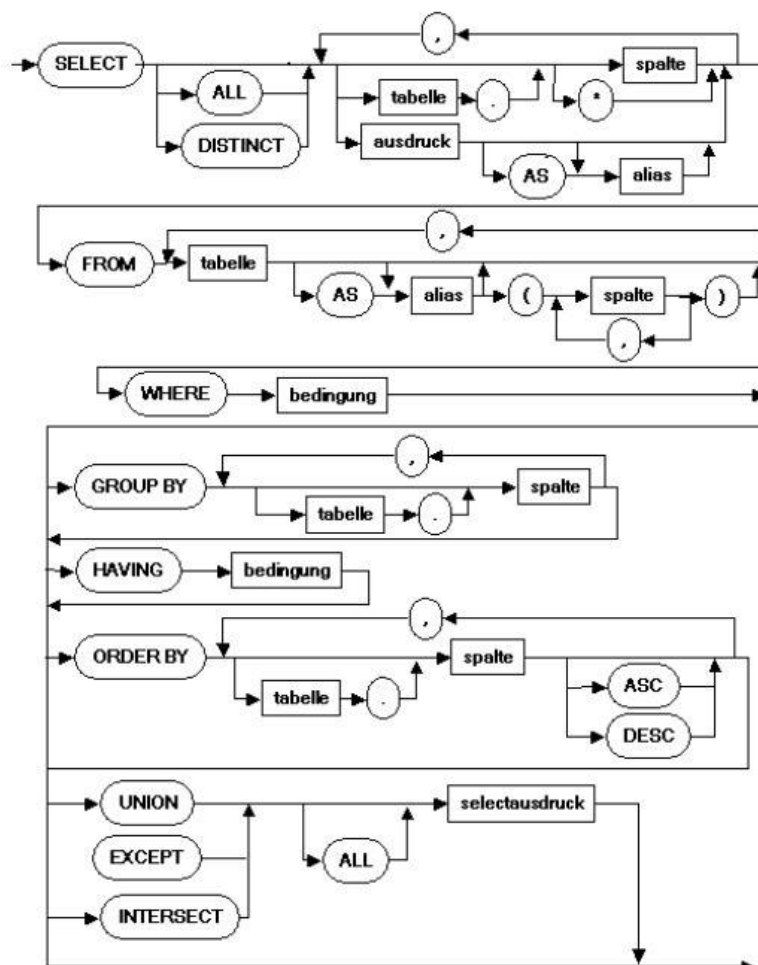 ,
SELECT spalte
ALL tabelle . *
DISTINCT ausdruck
AS alias
,
FROM tabelle
AS alias ( spalte )
,
WHERE bedingung
,
GROUP BY spalte
tabelle .
HAVING bedingung
,
ORDER BY spalte
tabelle . ASC
DESC
UNION selectausdruck
EXCEPT ALL
INTERSECT